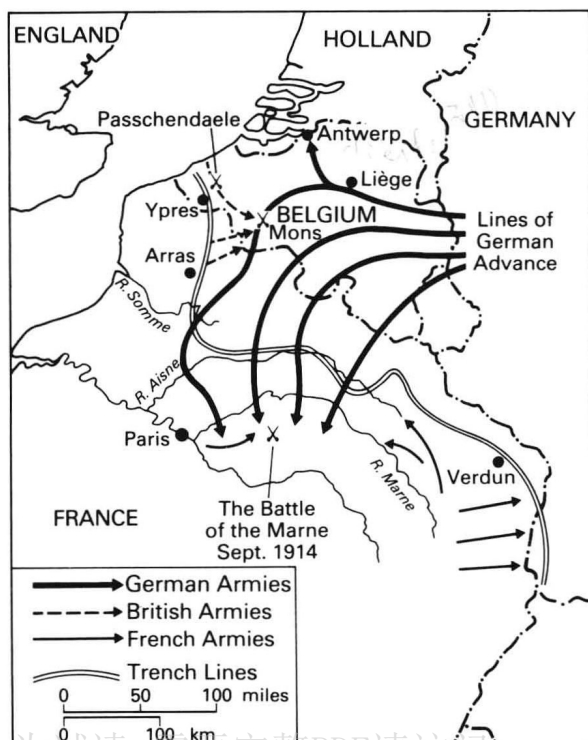 ENGLAND
HOLLAND
GERMANY
Passchendaele
Antwerp
Liège
Ypres
BELGIUM
Mons
Lines of
German
Advance
Arras
R. Somme
R. Aisne
Paris
R. Marne
Verdun
The Battle
of the Marne
Sept. 1914
FRANCE
German Armies
British Armies
French Armies
Trench Lines
0 50 100 miles
0 100 km